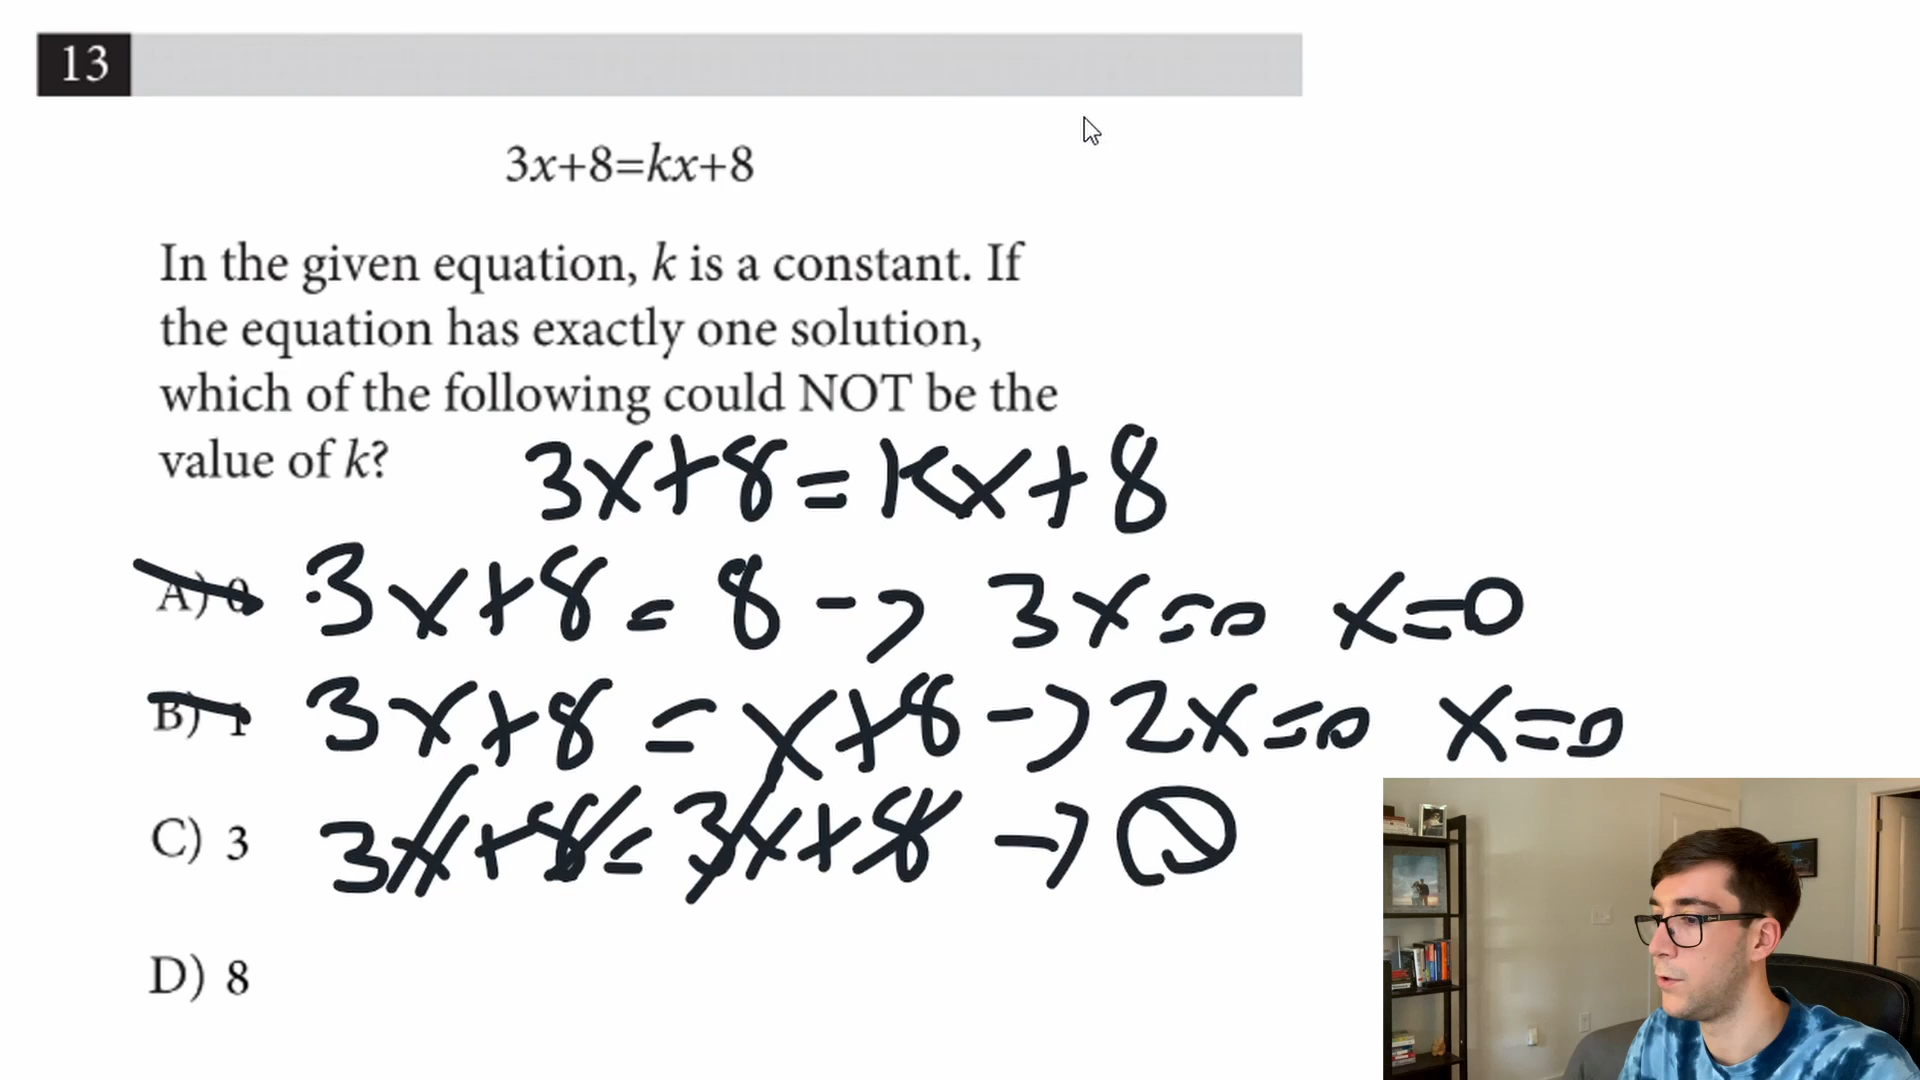 13
3x+8=kx+8
In the given equation, k is a constant. If
the equation has exactly one solution,
which of the following could NOT be the
value of k?
3x+8=kx+8
A) 0 3x+8=8 -> 3x=0 x=0
B) 1 3x+8=x+8 -> 2x=0 x=0
C) 3 3x+8=3x+8 ->
D) 8